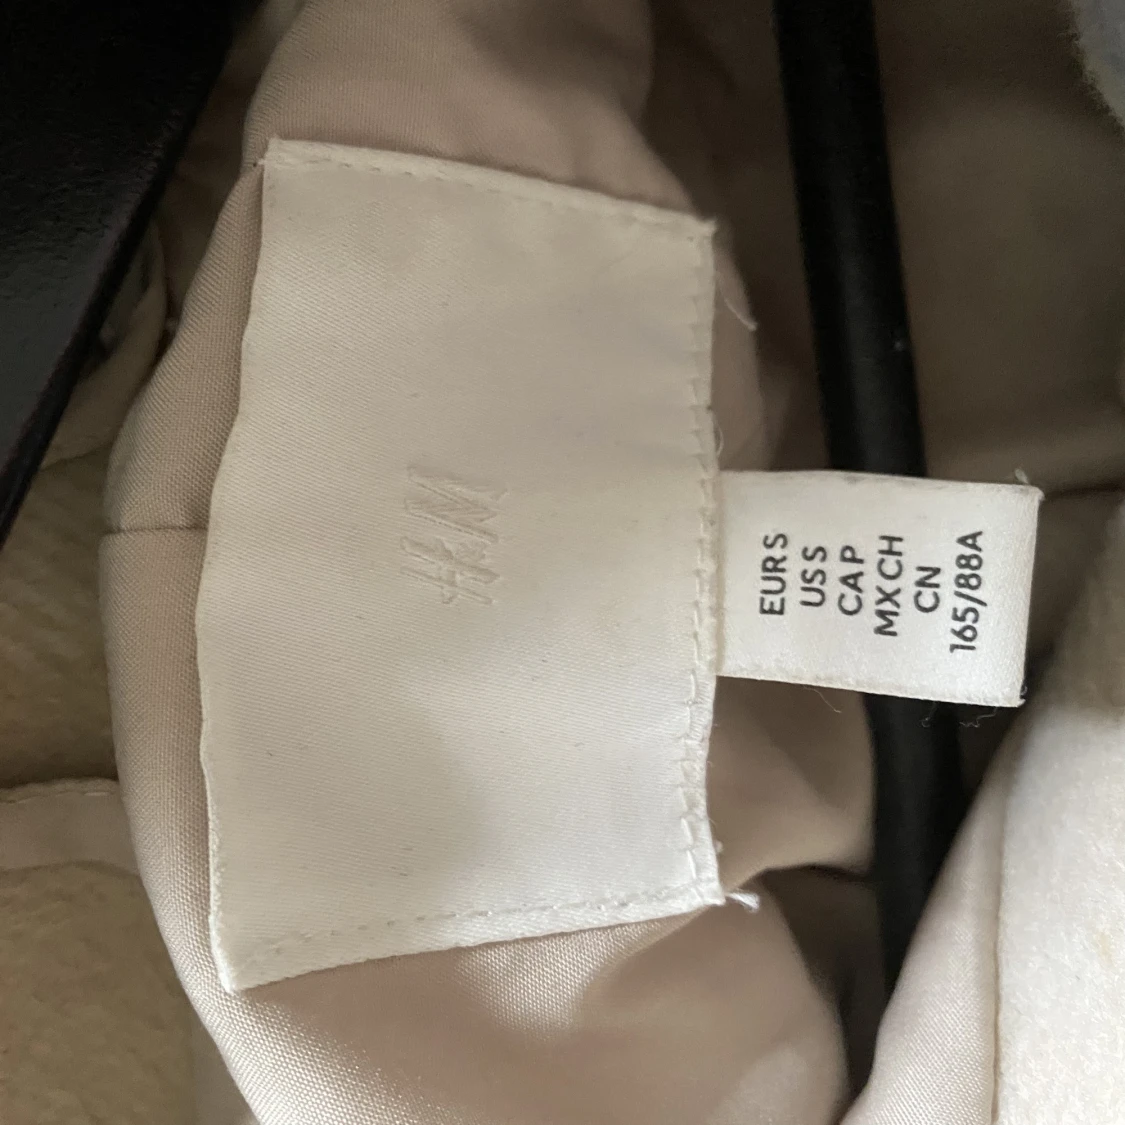 H&M
EUR S
US S
CA P
MX CH
CN
165/88A